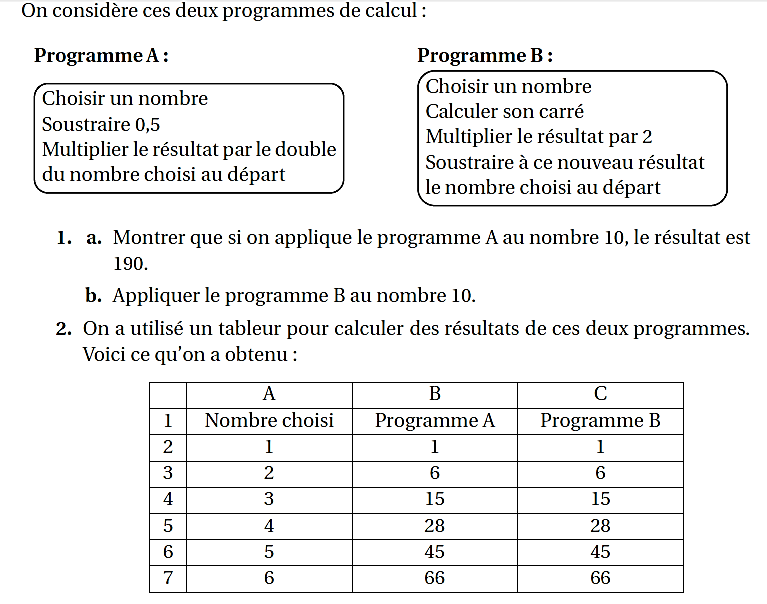 On considère ces deux programmes de calcul :
Programme A :
Choisir un nombre
Soustraire 0,5
Multiplier le résultat par le double
du nombre choisi au départ
Programme B :
Choisir un nombre
Calculer son carré
Multiplier le résultat par 2
Soustraire à ce nouveau résultat
le nombre choisi au départ
1. a. Montrer que si on applique le programme A au nombre 10, le résultat est
190.
b. Appliquer le programme B au nombre 10.
2. On a utilisé un tableur pour calculer des résultats de ces deux programmes.
Voici ce qu'on a obtenu :
A B C
1 Nombre choisi Programme A Programme B
2 1 1 1
3 2 6 6
4 3 15 15
5 4 28 28
6 5 45 45
7 6 66 66